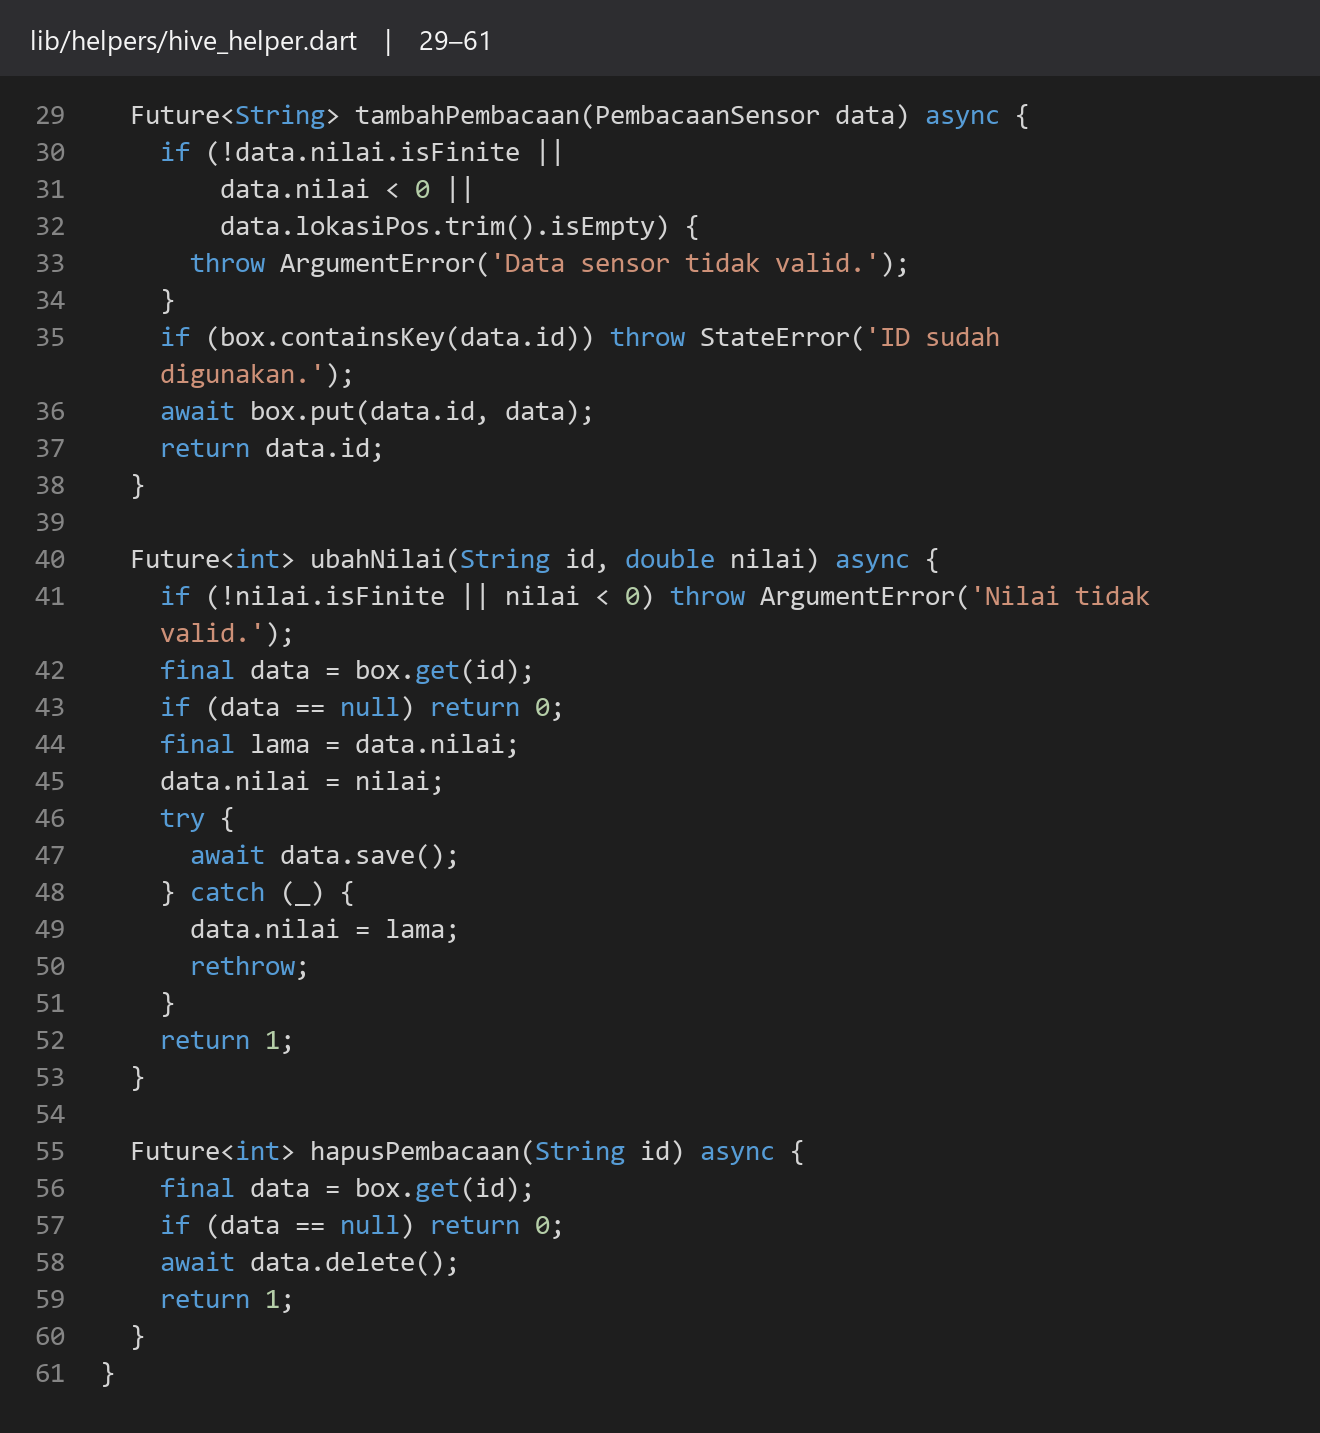 lib/helpers/hive_helper.dart | 29–61
29 Future<String> tambahPembacaan(PembacaanSensor data) async {
30 if (!data.nilai.isFinite ||
31 data.nilai < 0 ||
32 data.lokasiPos.trim().isEmpty) {
33 throw ArgumentError('Data sensor tidak valid.');
34 }
35 if (box.containsKey(data.id)) throw StateError('ID sudah
digunakan.');
36 await box.put(data.id, data);
37 return data.id;
38 }
39
40 Future<int> ubahNilai(String id, double nilai) async {
41 if (!nilai.isFinite || nilai < 0) throw ArgumentError('Nilai tidak
valid.');
42 final data = box.get(id);
43 if (data == null) return 0;
44 final lama = data.nilai;
45 data.nilai = nilai;
46 try {
47 await data.save();
48 } catch (_) {
49 data.nilai = lama;
50 rethrow;
51 }
52 return 1;
53 }
54
55 Future<int> hapusPembacaan(String id) async {
56 final data = box.get(id);
57 if (data == null) return 0;
58 await data.delete();
59 return 1;
60 }
61 }